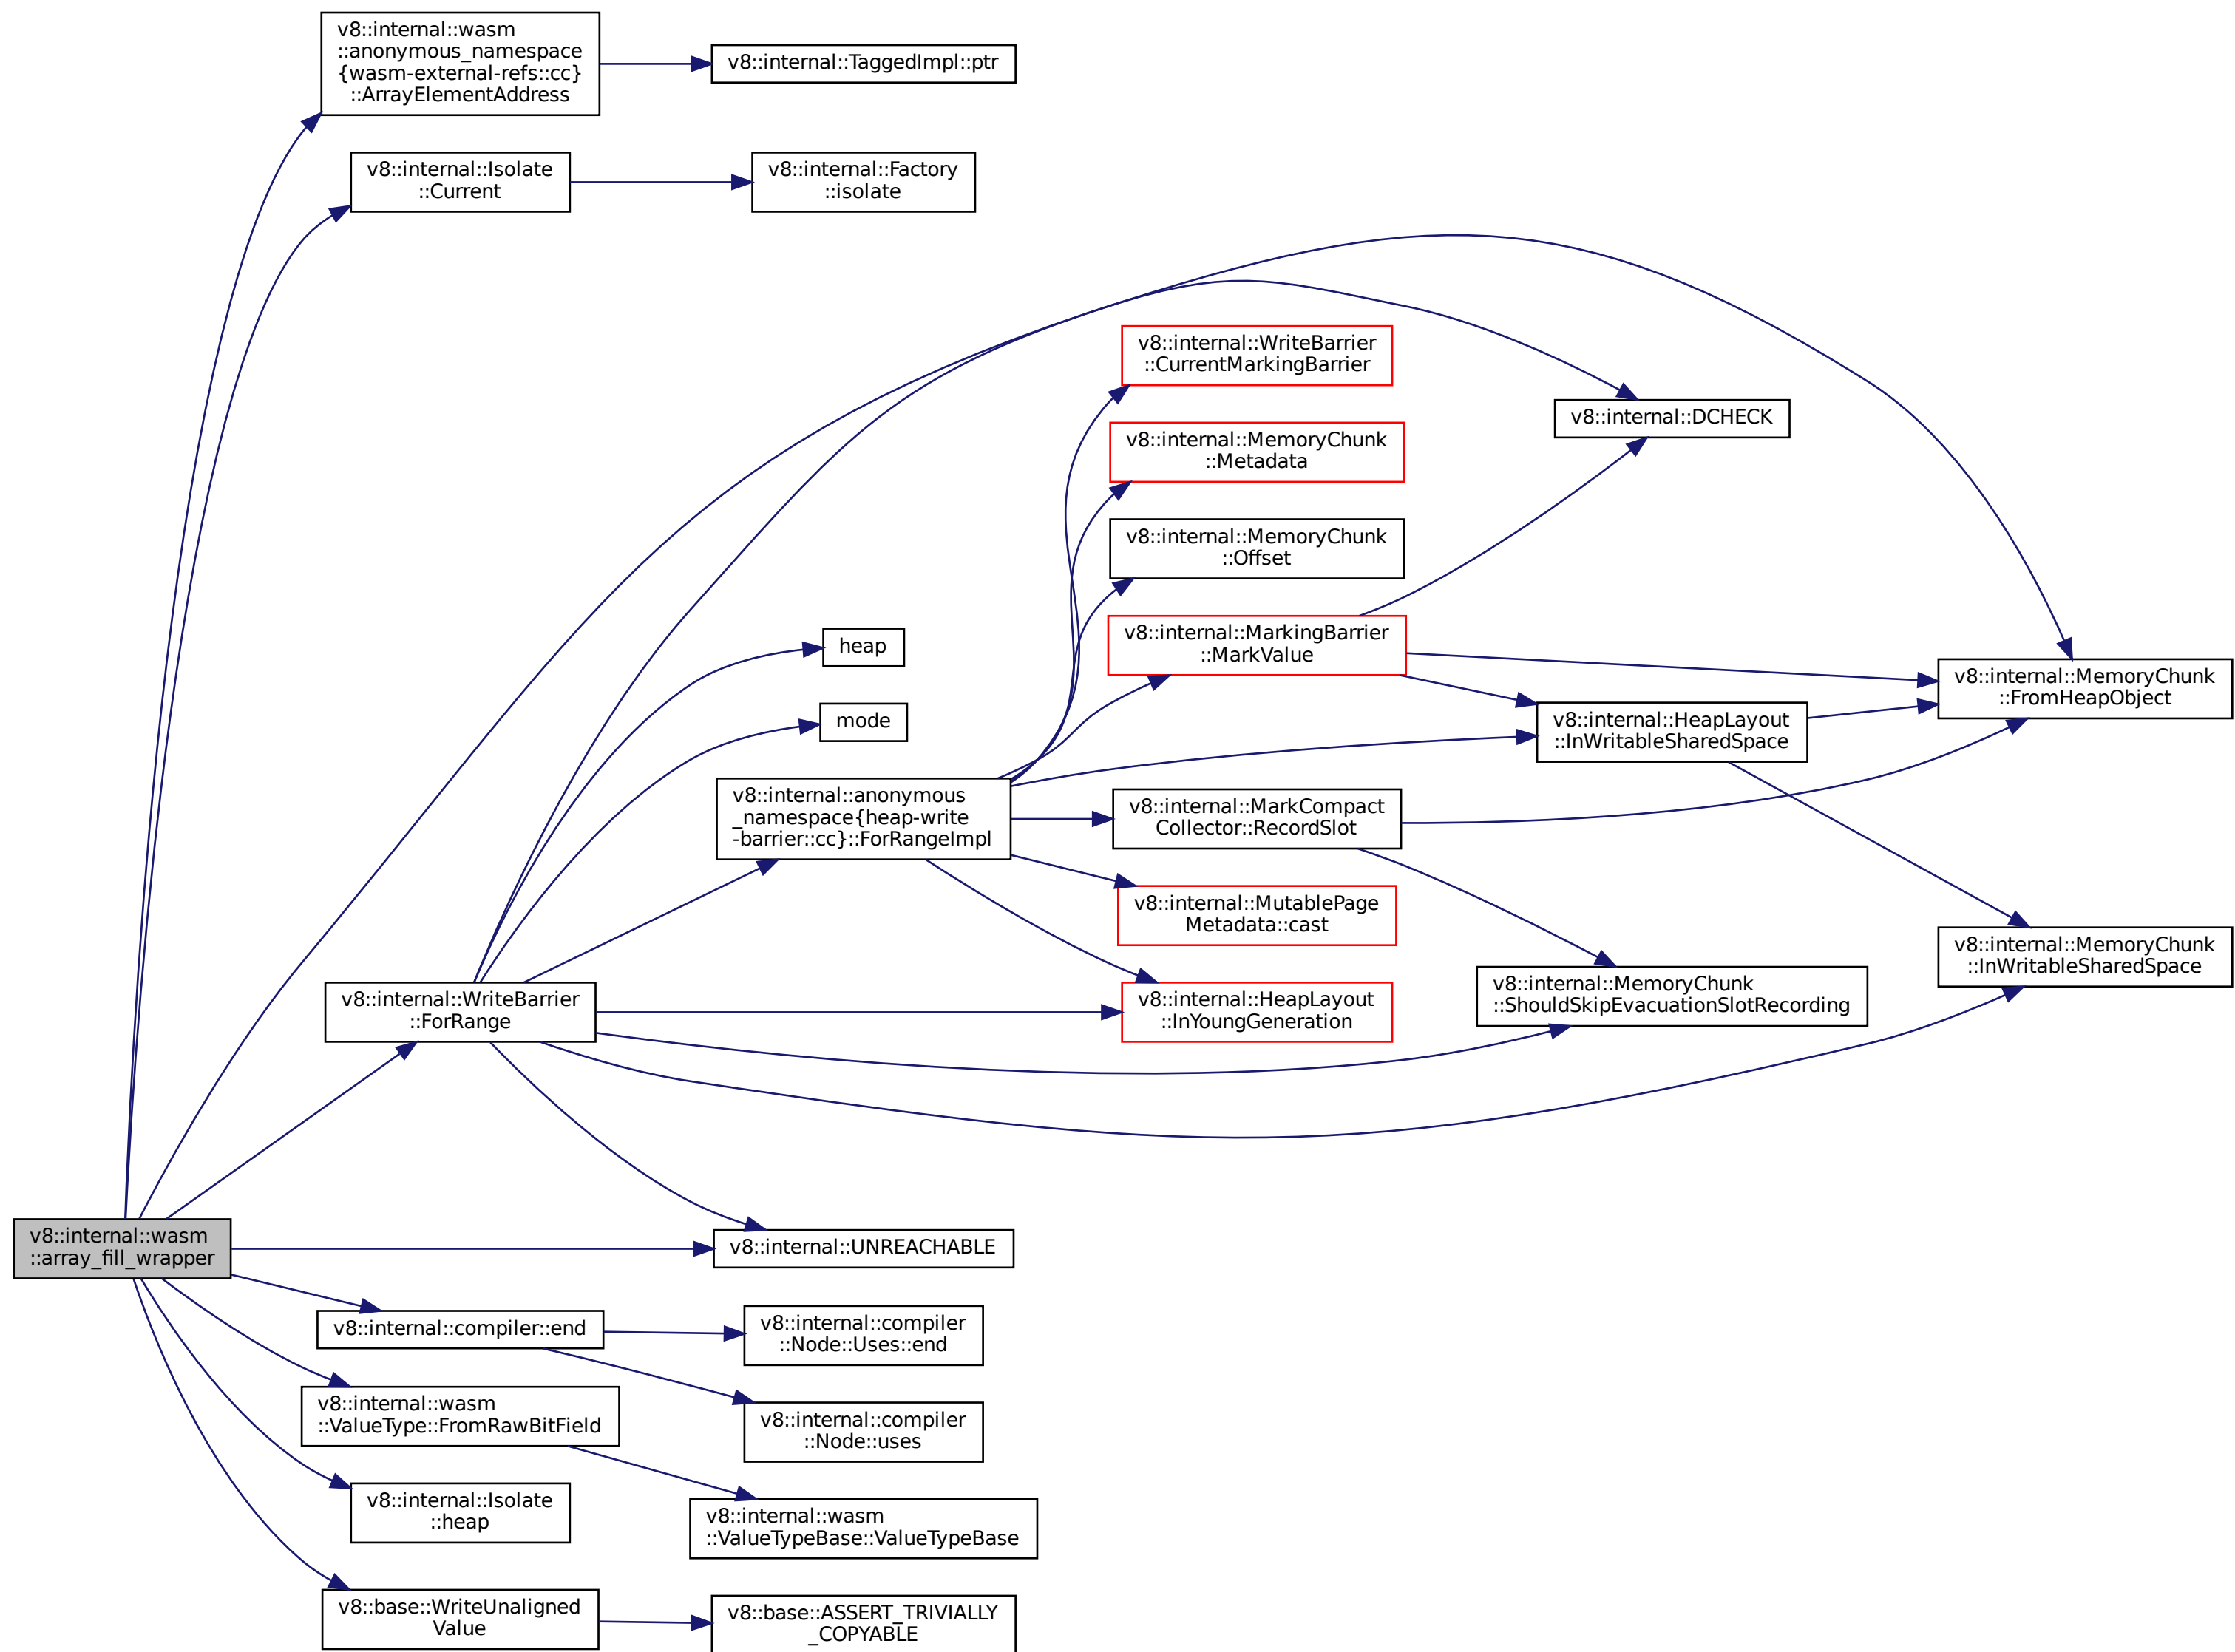 v8::internal::wasm
::anonymous_namespace
{wasm-external-refs::cc}
::ArrayElementAddress
v8::internal::TaggedImpl::ptr
v8::internal::Isolate
::Current
v8::internal::Factory
::isolate
v8::internal::WriteBarrier
::CurrentMarkingBarrier
v8::internal::DCHECK
v8::internal::MemoryChunk
::Metadata
v8::internal::MemoryChunk
::Offset
heap
v8::internal::MarkingBarrier
::MarkValue
v8::internal::MemoryChunk
::FromHeapObject
mode
v8::internal::HeapLayout
::InWritableSharedSpace
v8::internal::anonymous
_namespace{heap-write
-barrier::cc}::ForRangeImpl
v8::internal::MarkCompact
Collector::RecordSlot
v8::internal::MutablePage
Metadata::cast
v8::internal::MemoryChunk
::InWritableSharedSpace
v8::internal::WriteBarrier
::ForRange
v8::internal::HeapLayout
::InYoungGeneration
v8::internal::MemoryChunk
::ShouldSkipEvacuationSlotRecording
v8::internal::wasm
::array_fill_wrapper
v8::internal::UNREACHABLE
v8::internal::compiler::end
v8::internal::compiler
::Node::Uses::end
v8::internal::wasm
::ValueType::FromRawBitField
v8::internal::compiler
::Node::uses
v8::internal::Isolate
::heap
v8::internal::wasm
::ValueTypeBase::ValueTypeBase
v8::base::WriteUnaligned
Value
v8::base::ASSERT_TRIVIALLY
_COPYABLE